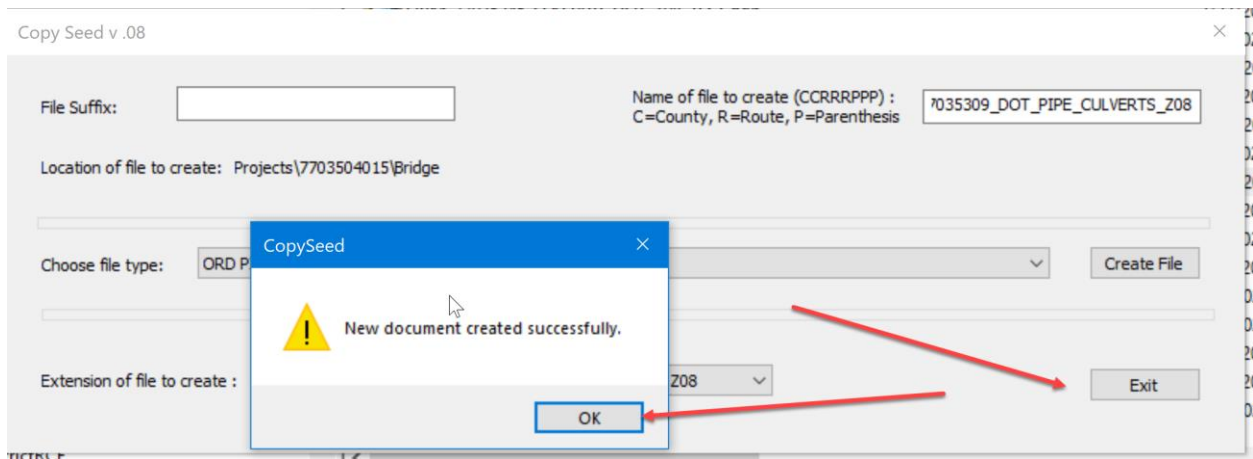 Copy Seed v .08
File Suffix:
Name of file to create (CCRRRPPP) :
C=County, R=Route, P=Parenthesis
7035309_DOT_PIPE_CULVERTS_Z08
Location of file to create: Projects\7703504015\Bridge
CopySeed
Choose file type:
ORD P
Create File
New document created successfully.
Extension of file to create :
Z08
Exit
OK